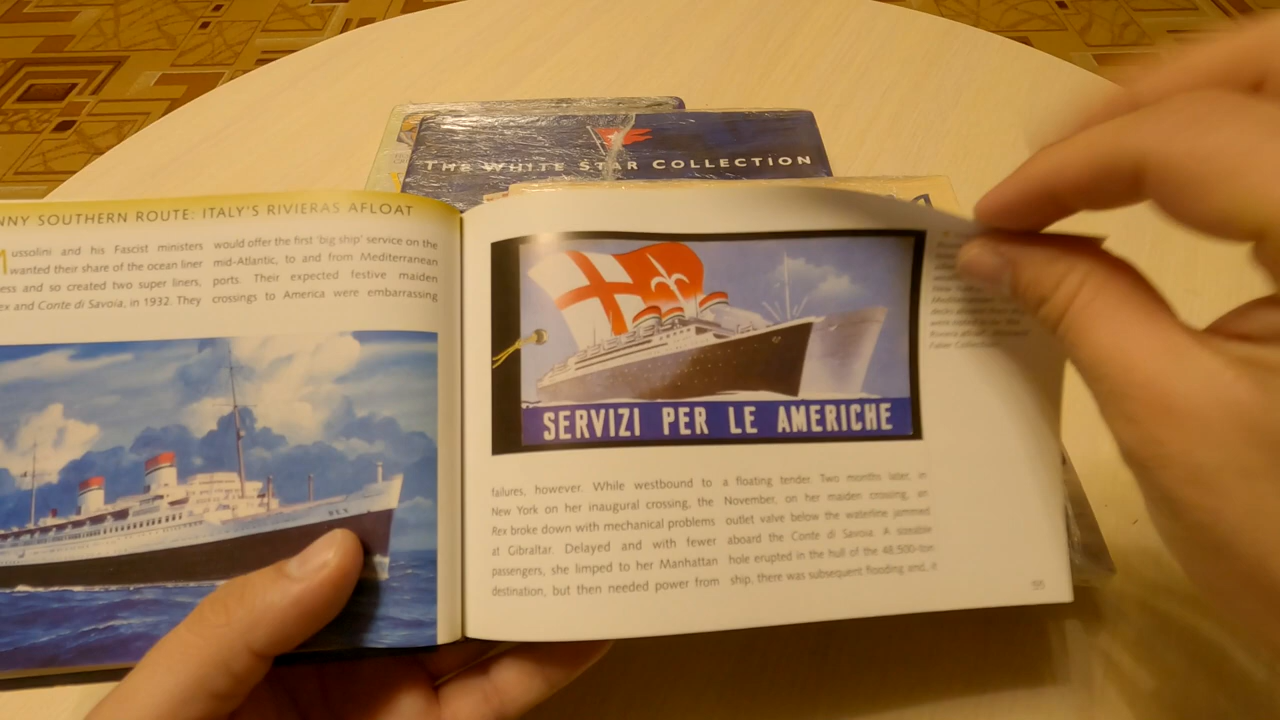 THE WHITE STAR COLLECTION
NNY SOUTHERN ROUTE: ITALY'S RIVIERAS AFLOAT
Mussolini and his Fascist ministers
wanted their share of the ocean liner
ess and so created two super liners,
ex and Conte di Savoia, in 1932. They
would offer the first 'big ship' service on the
mid-Atlantic, to and from Mediterranean
ports. Their expected festive maiden
crossings to America were embarrassing
REX
SERVIZI PER LE AMERICHE
failures, however. While westbound to
New York on her inaugural crossing, the
Rex broke down with mechanical problems
at Gibraltar. Delayed and with fewer
passengers, she limped to her Manhattan
destination, but then needed power from
a floating tender. Two months later, in
November, on her maiden crossing, an
outlet valve below the waterline jammed
aboard the Conte di Savoia. A sizeable
hole erupted in the hull of the 48,500-ton
ship, there was subsequent flooding and, it
55